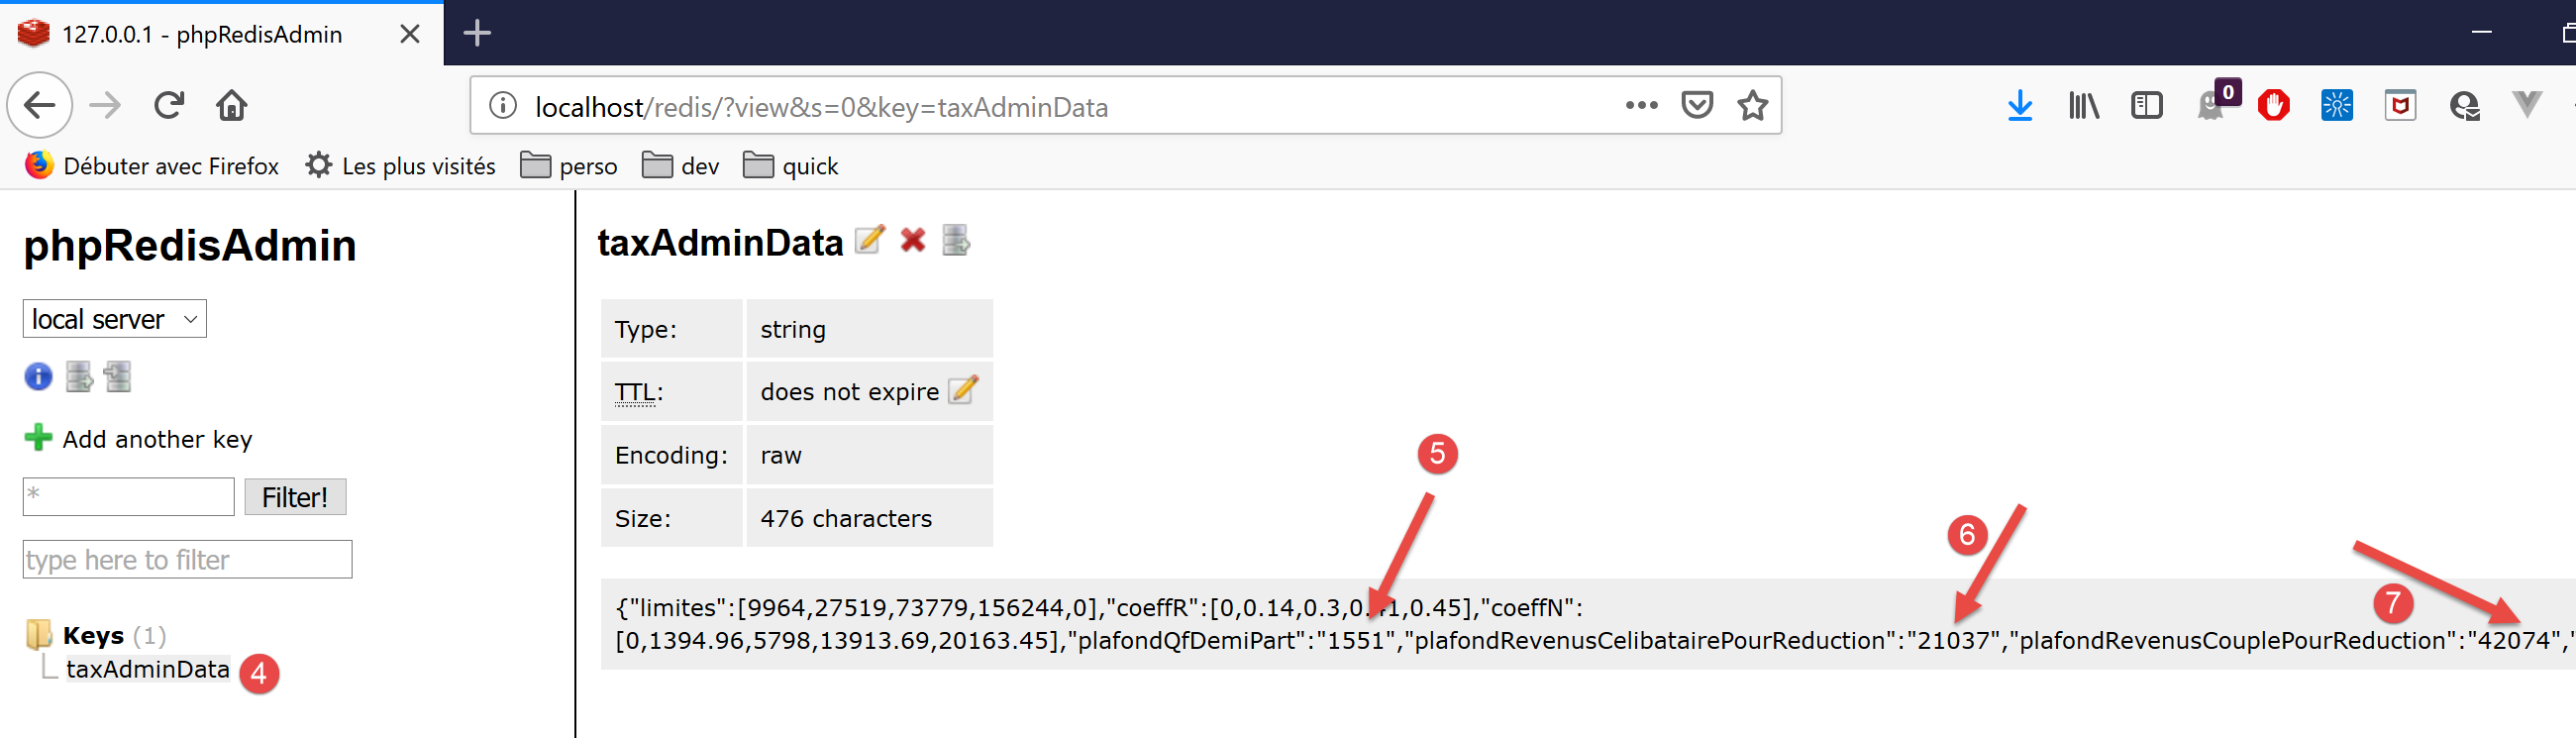 127.0.0.1 - phpRedisAdmin
localhost/redis/?view&s=0&key=taxAdminData
0
Débuter avec Firefox
Les plus visités
perso
dev
quick
phpRedisAdmin
local server
Add another key
*
Filter!
type here to filter
Keys (1)
taxAdminData
4
taxAdminData
Type: string
TTL: does not expire
Encoding: raw
Size: 476 characters
5
6
7
{"limites":[9964,27519,73779,156244,0],"coeffR":[0,0.14,0.3,0.41,0.45],"coeffN":
[0,1394.96,5798,13913.69,20163.45],"plafondQfDemiPart":"1551","plafondRevenusCelibatairePourReduction":"21037","plafondRevenusCouplePourReduction":"42074","